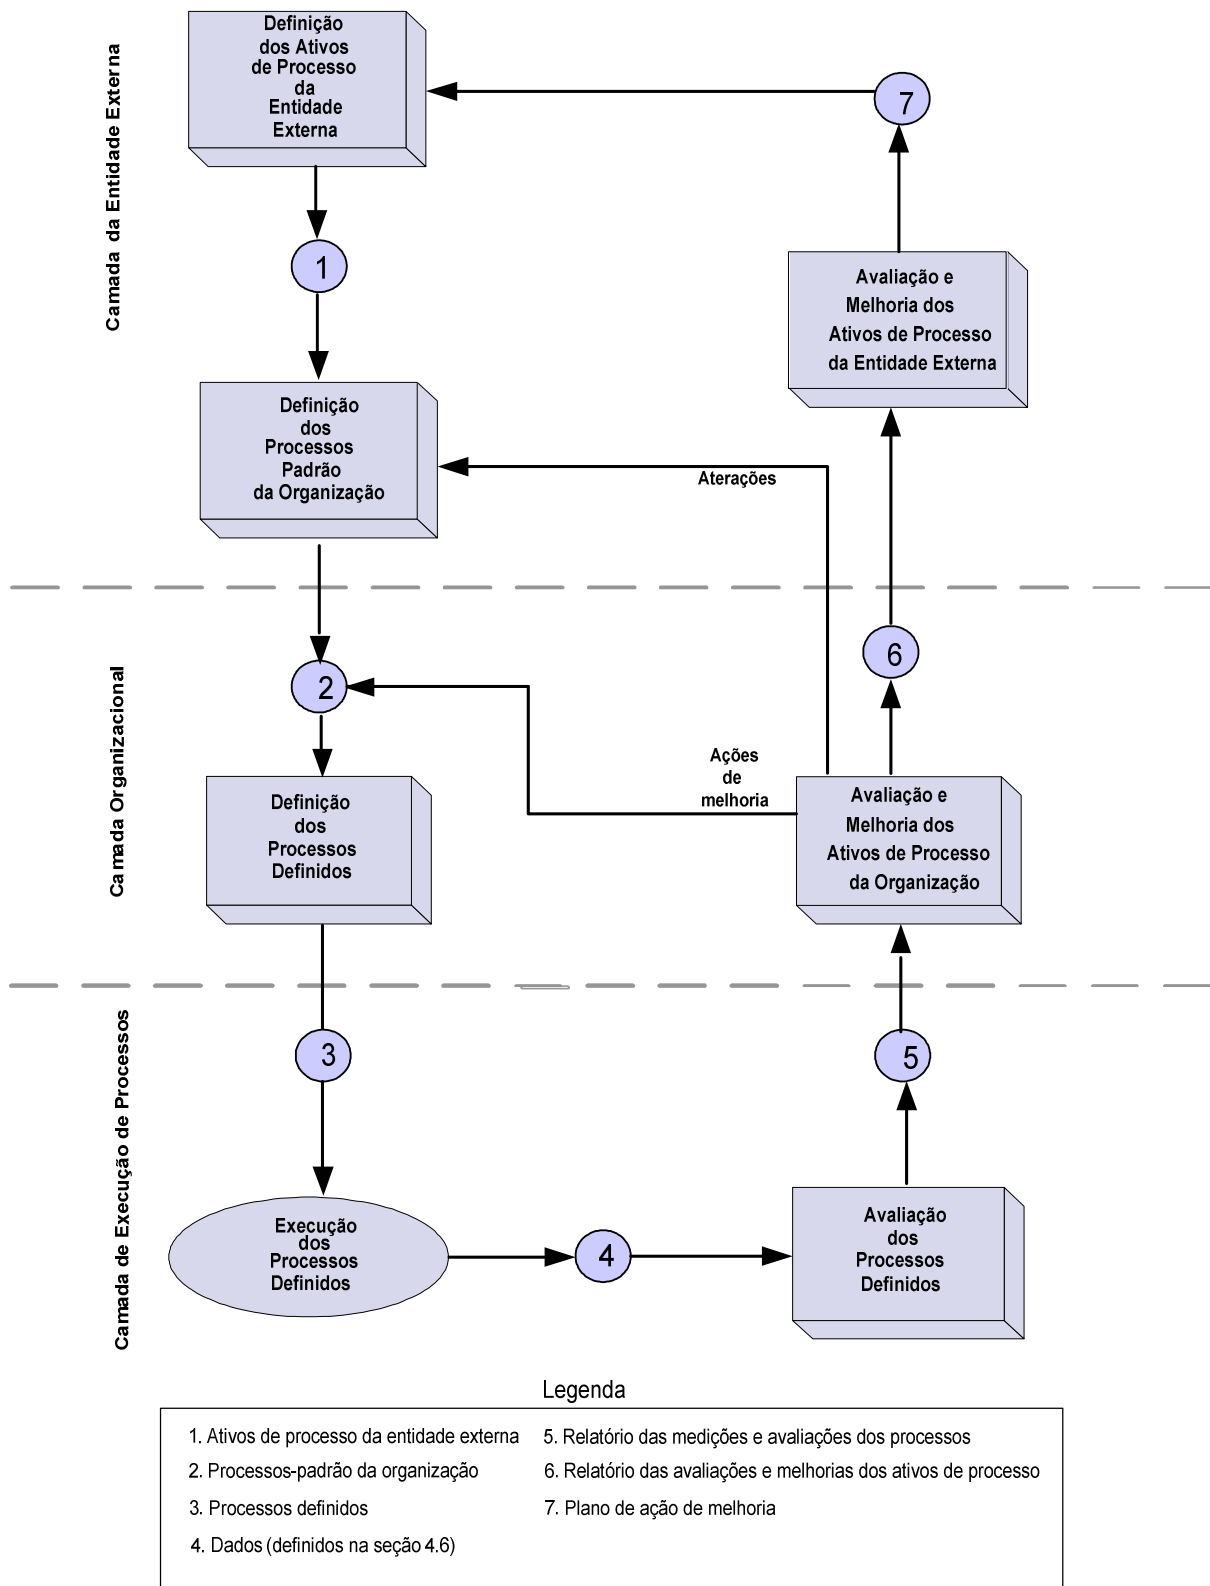 Camada da Entidade Externa
Definição
dos Ativos
de Processo
da
Entidade
Externa
7
1
Avaliação e
Melhoria dos
Ativos de Processo
da Entidade Externa
Definição
dos
Processos
Padrão
da Organização
Aterações
Camada Organizacional
6
2
Ações
de
melhoria
Definição
dos
Processos
Definidos
Avaliação e
Melhoria dos
Ativos de Processo
da Organização
Camada de Execução de Processos
3
5
Execução
dos
Processos
Definidos
4
Avaliação
dos
Processos
Definidos
Legenda
1. Ativos de processo da entidade externa
2. Processos-padrão da organização
3. Processos definidos
4. Dados (definidos na seção 4.6)
5. Relatório das medições e avaliações dos processos
6. Relatório das avaliações e melhorias dos ativos de processo
7. Plano de ação de melhoria